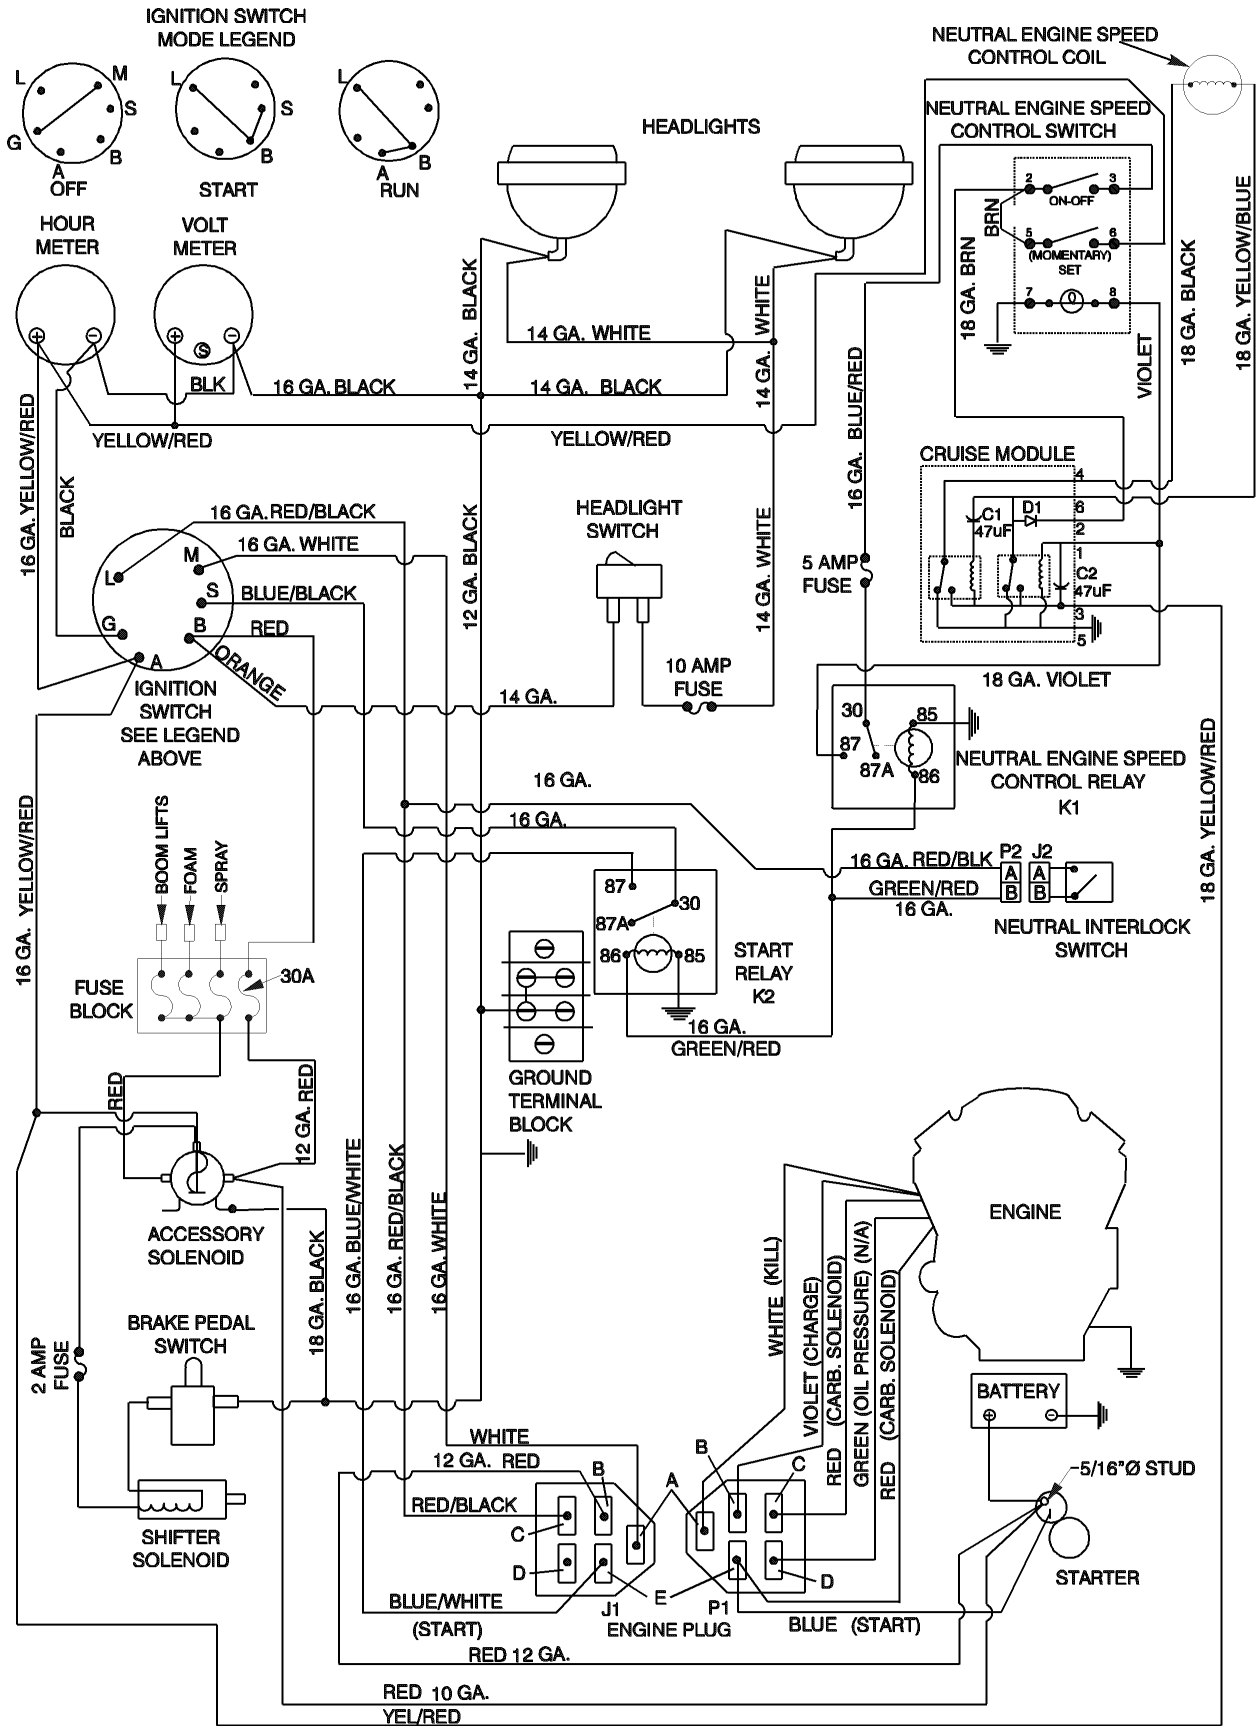 IGNITION SWITCH
MODE LEGEND
L
M
S
B
A
G
OFF
L
S
B
START
L
B
A
RUN
HEADLIGHTS
NEUTRAL ENGINE SPEED
CONTROL COIL
NEUTRAL ENGINE SPEED
CONTROL SWITCH
2
3
ON-OFF
BRN
5
6
(MOMENTARY)
SET
7
8
18 GA. BRN
VIOLET
18 GA. BLACK
18 GA. YELLOW/BLUE
HOUR
METER
VOLT
METER
+
−
+
−
S
BLK
16 GA. BLACK
14 GA. BLACK
14 GA. BLACK
14 GA. WHITE
14 GA. WHITE
YELLOW/RED
YELLOW/RED
16 GA. YELLOW/RED
BLACK
16 GA. BLUE/RED
CRUISE MODULE
4
C1
47uF
D1
6
2
1
C2
47uF
3
5
16 GA. RED/BLACK
16 GA. WHITE
BLUE/BLACK
RED
ORANGE
L
M
S
B
G
A
IGNITION
SWITCH
SEE LEGEND
ABOVE
12 GA. BLACK
HEADLIGHT
SWITCH
14 GA. WHITE
5 AMP
FUSE
10 AMP
FUSE
14 GA.
18 GA. VIOLET
30
85
87
87A
86
NEUTRAL ENGINE SPEED
CONTROL RELAY
K1
16 GA.
16 GA.
18 GA. YELLOW/RED
16 GA. YELLOW/RED
BOOM LIFTS
FOAM
SPRAY
16 GA. RED/BLK
P2
J2
A
B
A
B
GREEN/RED
16 GA.
NEUTRAL INTERLOCK
SWITCH
87
30
87A
86
85
START
RELAY
K2
FUSE
BLOCK
30A
16 GA.
GREEN/RED
GROUND
TERMINAL
BLOCK
RED
12 GA. RED
ACCESSORY
SOLENOID
18 GA. BLACK
16 GA. BLUE/WHITE
16 GA. RED/BLACK
16 GA. WHITE
ENGINE
WHITE (KILL)
VIOLET (CHARGE)
RED (CARB. SOLENOID)
GREEN (OIL PRESSURE) (N/A)
RED (CARB. SOLENOID)
BRAKE PEDAL
SWITCH
2 AMP
FUSE
SHIFTER
SOLENOID
BATTERY
+
−
5/16"Ø STUD
STARTER
WHITE
12 GA. RED
RED/BLACK
B
A
B
C
C
D
D
E
J1
P1
ENGINE PLUG
BLUE/WHITE
(START)
BLUE (START)
RED 12 GA.
RED 10 GA.
YEL/RED